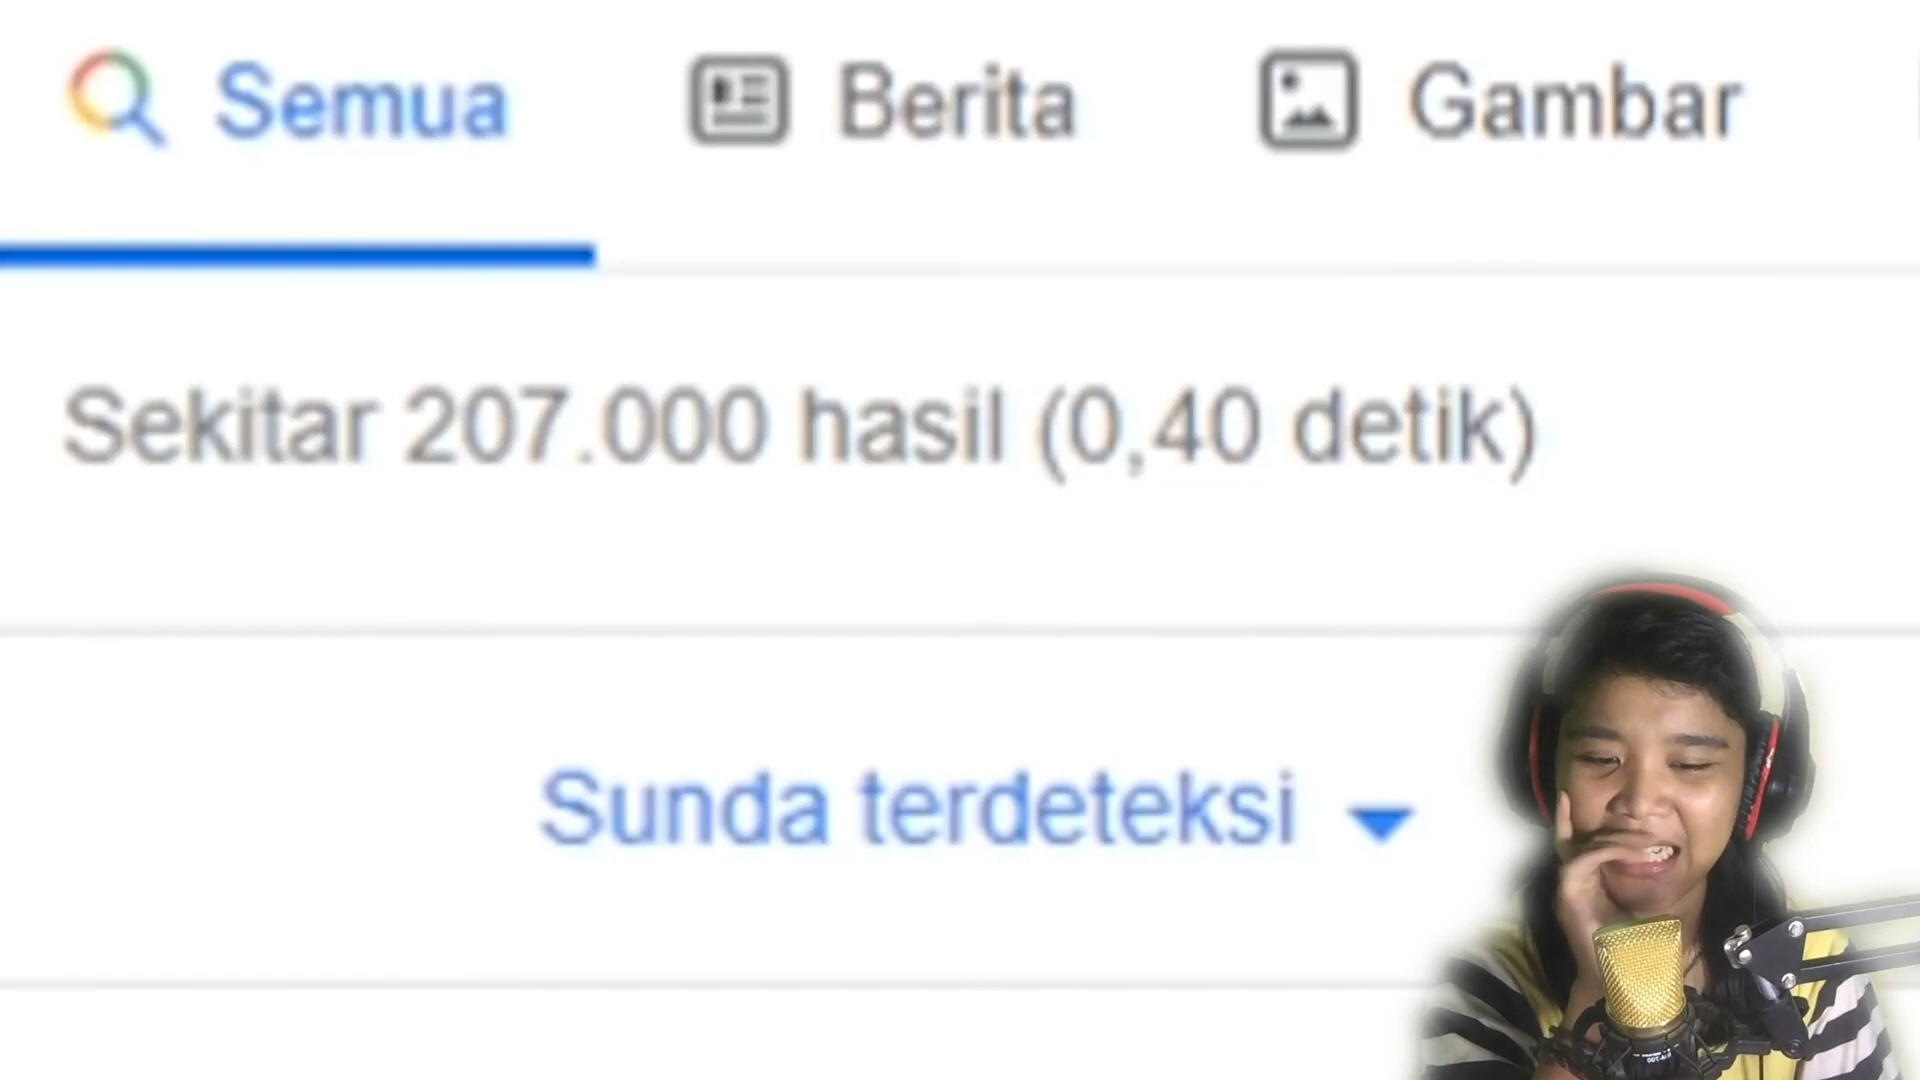 Semua Berita Gambar
Sekitar 207.000 hasil (0,40 detik)
Sunda terdeteksi